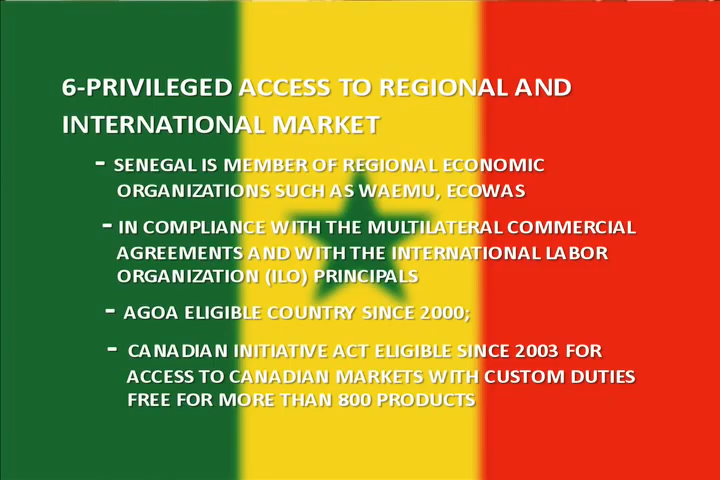 6-PRIVILEGED ACCESS TO REGIONAL AND
INTERNATIONAL MARKET
- SENEGAL IS MEMBER OF REGIONAL ECONOMIC
ORGANIZATIONS SUCH AS WAEMU, ECOWAS
- IN COMPLIANCE WITH THE MULTILATERAL COMMERCIAL
AGREEMENTS AND WITH THE INTERNATIONAL LABOR
ORGANIZATION (ILO) PRINCIPALS
- AGOA ELIGIBLE COUNTRY SINCE 2000;
- CANADIAN INITIATIVE ACT ELIGIBLE SINCE 2003 FOR
ACCESS TO CANADIAN MARKETS WITH CUSTOM DUTIES
FREE FOR MORE THAN 800 PRODUCTS